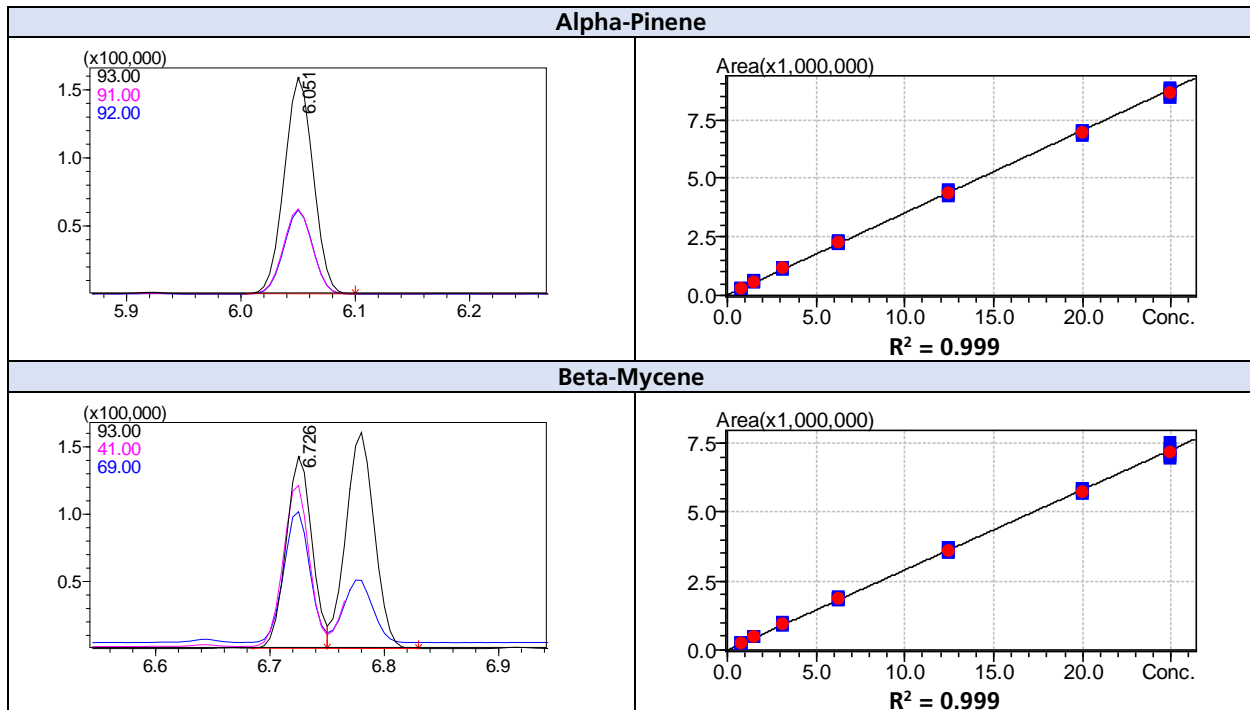 Alpha-Pinene
(x100,000)
93.00
91.00
92.00
6.051
1.5
1.0
0.5
5.9 6.0 6.1 6.2
Area(x1,000,000)
7.5
5.0
2.5
0.0
0.0 5.0 10.0 15.0 20.0 Conc.
R² = 0.999
Beta-Mycene
(x100,000)
93.00
41.00
69.00
6.726
1.5
1.0
0.5
6.6 6.7 6.8 6.9
Area(x1,000,000)
7.5
5.0
2.5
0.0
0.0 5.0 10.0 15.0 20.0 Conc.
R² = 0.999